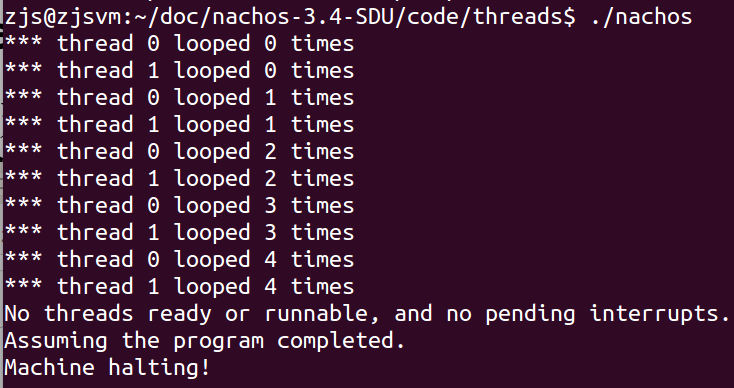 zjs@zjsvm:~/doc/nachos-3.4-SDU/code/threads$ ./nachos
*** thread 0 looped 0 times
*** thread 1 looped 0 times
*** thread 0 looped 1 times
*** thread 1 looped 1 times
*** thread 0 looped 2 times
*** thread 1 looped 2 times
*** thread 0 looped 3 times
*** thread 1 looped 3 times
*** thread 0 looped 4 times
*** thread 1 looped 4 times
No threads ready or runnable, and no pending interrupts.
Assuming the program completed.
Machine halting!